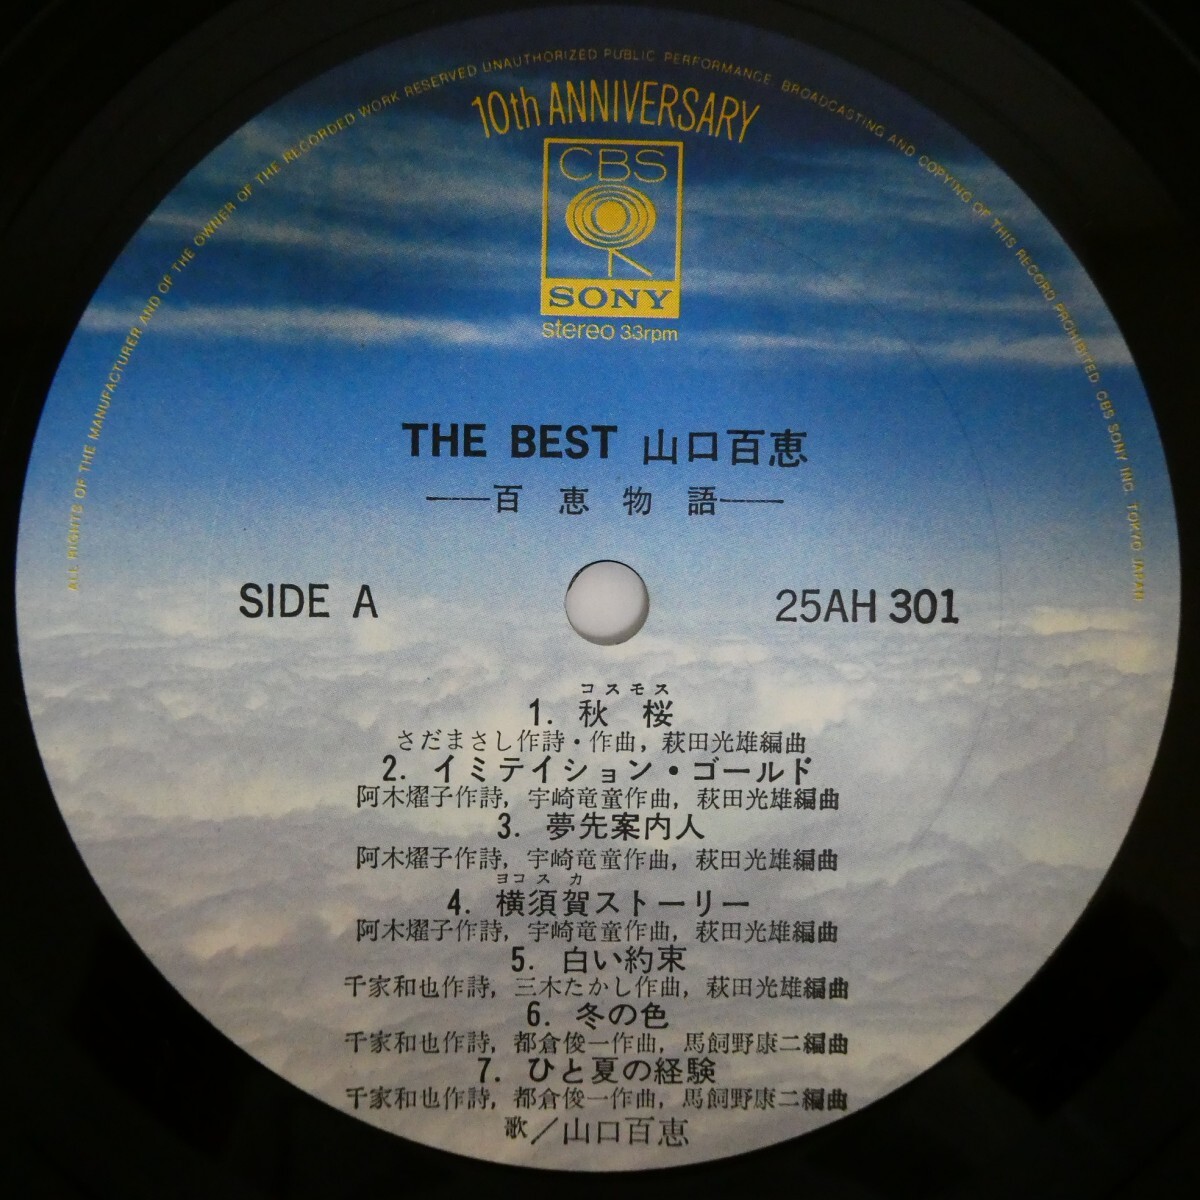 ALL RIGHTS OF THE MANUFACTURER AND OF THE OWNER OF THE RECORDED WORK RESERVED UNAUTHORIZED PUBLIC PERFORMANCE BROADCASTING AND COPYING OF THIS RECORD PROHIBITED. CBS SONY INC. TOKYO JAPAN
10th ANNIVERSARY
CBS
SONY
stereo 33rpm
THE BEST 山口百恵
——百恵物語——
SIDE A
25AH 301
コスモス
1. 秋桜
さだまさし作詩・作曲, 萩田光雄編曲
2. イミテイション・ゴールド
阿木燿子作詩, 宇崎竜童作曲, 萩田光雄編曲
3. 夢先案内人
阿木燿子作詩, 宇崎竜童作曲, 萩田光雄編曲
ヨコスカ
4. 横須賀ストーリー
阿木燿子作詩, 宇崎竜童作曲, 萩田光雄編曲
5. 白い約束
千家和也作詩, 三木たかし作曲, 萩田光雄編曲
6. 冬の色
千家和也作詩, 都倉俊一作曲, 馬飼野康二編曲
7. ひと夏の経験
千家和也作詩, 都倉俊一作曲, 馬飼野康二編曲
歌/山口百恵